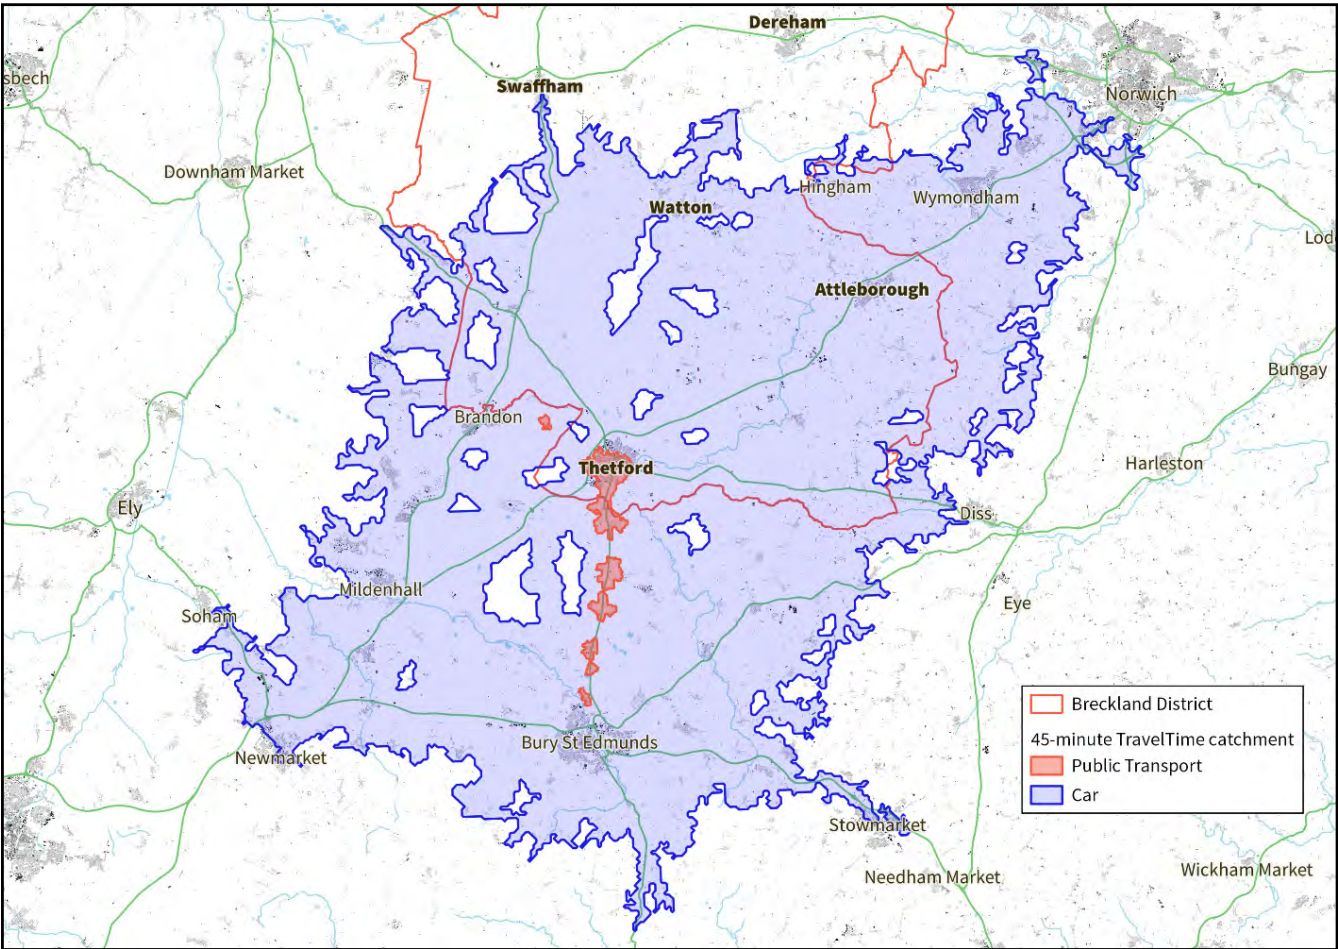 Dereham
sbech
Swaffham
Norwich
Downham Market
Hingham
Wymondham
Watton
Lod
Attleborough
Bungay
Brandon
Thetford
Harleston
Ely
Diss
Mildenhall
Eye
Soham
Bury St Edmunds
Newmarket
Stowmarket
Needham Market
Wickham Market
Breckland District
45-minute TravelTime catchment
Public Transport
Car